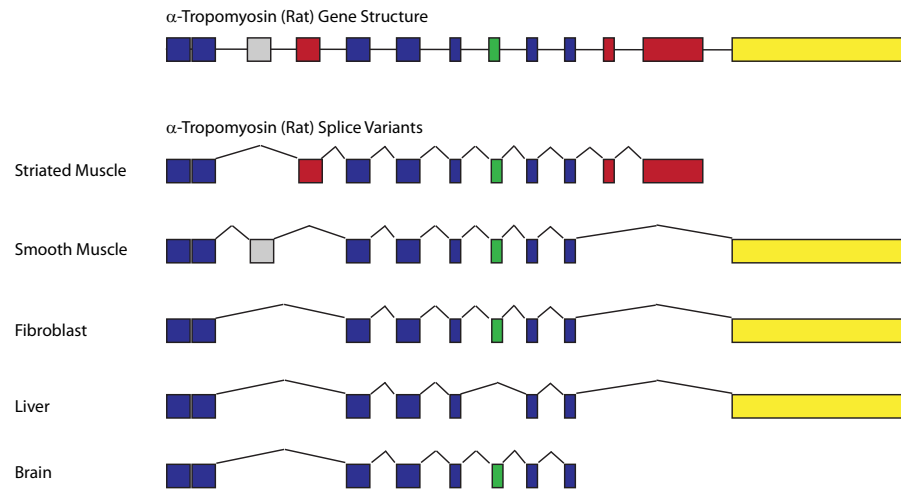 α-Tropomyosin (Rat) Gene Structure
α-Tropomyosin (Rat) Splice Variants
Striated Muscle
Smooth Muscle
Fibroblast
Liver
Brain